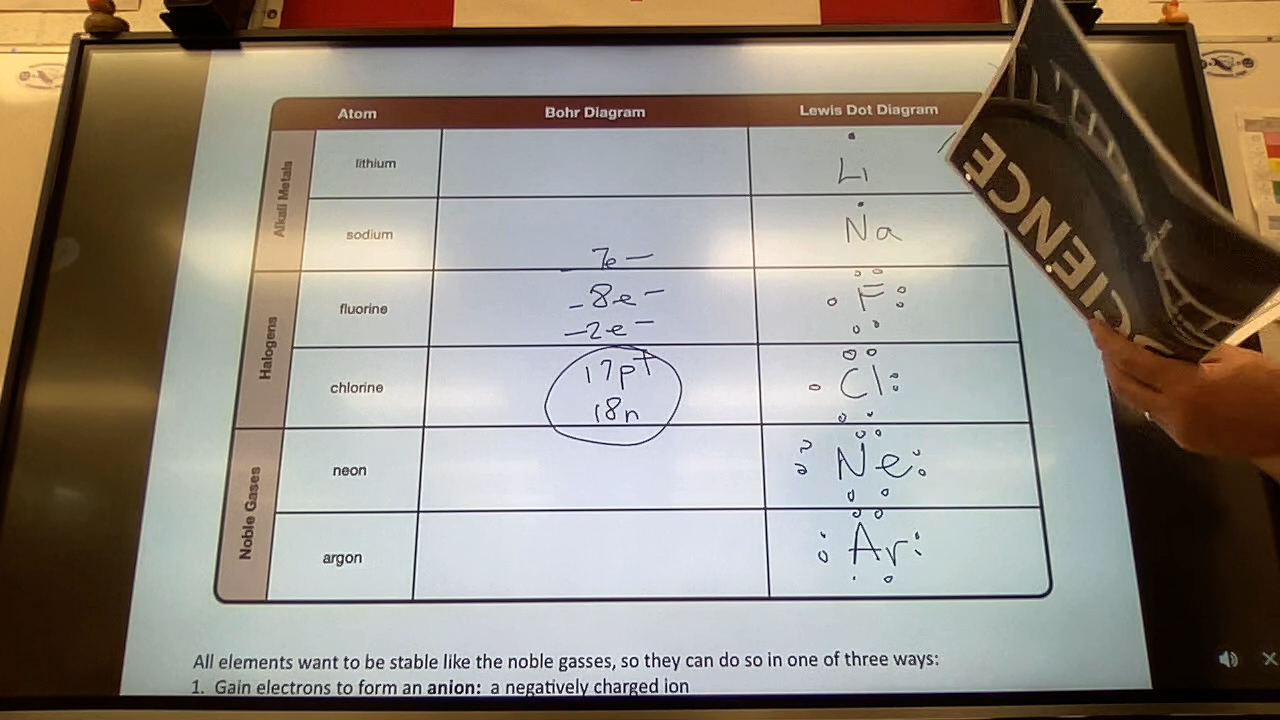 Atom Bohr Diagram Lewis Dot Diagram
Alkali Metals
lithium Li
sodium Na
7e-
Halogens
fluorine -8e- F
-2e-
chlorine 17p+ Cl
18n
Noble Gases
neon Ne
argon Ar
All elements want to be stable like the noble gasses, so they can do so in one of three ways:
1. Gain electrons to form an anion: a negatively charged ion
SCIENCE